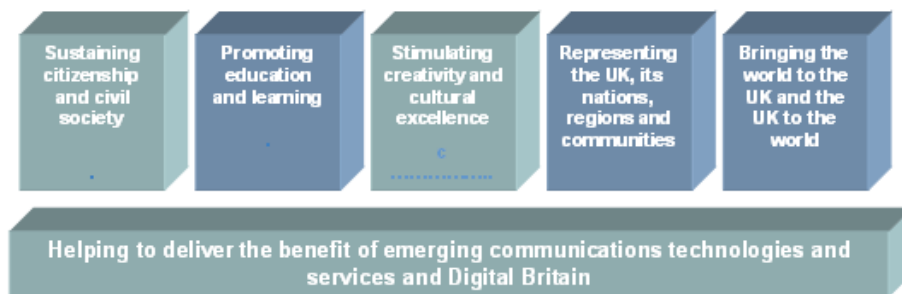 Sustaining
citizenship
and civil
society
.
Promoting
education
and learning
.
Stimulating
creativity and
cultural
excellence
c
..................
Representing
the UK, its
nations,
regions and
communities
Bringing the
world to the
UK and the
UK to the
world
Helping to deliver the benefit of emerging communications technologies and
services and Digital Britain